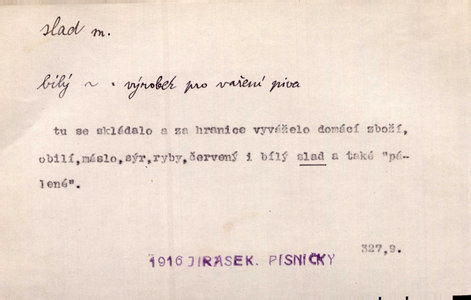 slad m.
bílý ~ : výrobek pro vaření piva
tu se skládalo a za hranice vyváželo domácí zboží,
obilí,máslo,sýr,ryby,červený i bílý slad a také "pá-
lené".
327,9.
1916 JIRÁSEK. PÍSNIČKY